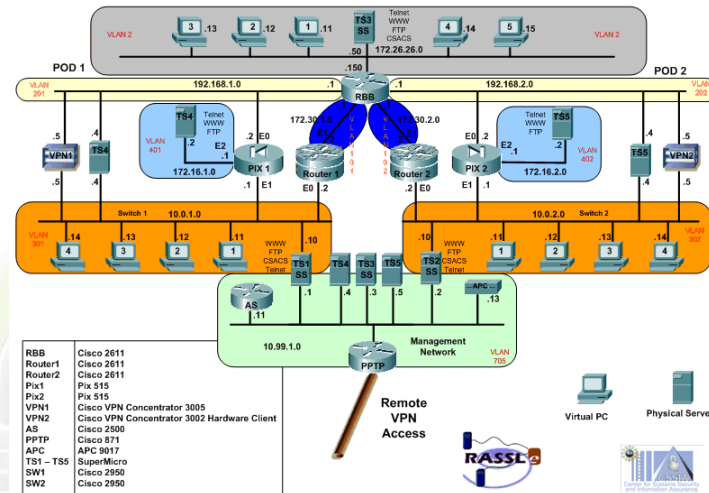 Telnet
WWW
FTP
CSACS
TS3
SS
VLAN 2
3
.13
2
.12
1
.11
4
.14
5
.15
VLAN 2
.50
172.26.26.0
.150
POD 1
POD 2
VLAN
201
192.168.1.0
.1
RBB
.1
192.168.2.0
VLAN
202
172.30.1.0
VLAN101
172.30.2.0
VLAN102
E1
E1
.5
VPN1
.5
.4
TS4
.4
TS4
Telnet
WWW
FTP
.2
VLAN
401
E2
.1
172.16.1.0
.2
E0
PIX 1
.1
E1
Router 1
E0
.2
Router 2
.2
E0
E0
.2
PIX 2
E1
.1
Telnet
WWW
FTP
TS5
.2
E2
.1
VLAN
402
172.16.2.0
.4
TS5
.4
.5
VPN2
.5
Switch 1
10.0.1.0
VLAN
301
.14
4
.13
3
.12
2
.11
1
.10
WWW
FTP
CSACS
Telnet
10.0.2.0
Switch 2
VLAN
302
.10
WWW
FTP
CSACS
Telnet
.11
1
.12
2
.13
3
.14
4
TS1
SS
.1
TS4
.4
TS3
SS
.3
TS5
.5
TS2
SS
.2
APC
.13
AS
.11
10.99.1.0
Management
Network
VLAN
705
PPTP
Remote
VPN
Access
RBB Cisco 2611
Router1 Cisco 2611
Router2 Cisco 2611
Pix1 Pix 515
Pix2 Pix 515
VPN1 Cisco VPN Concentrator 3005
VPN2 Cisco VPN Concentrator 3002 Hardware Client
AS Cisco 2500
PPTP Cisco 871
APC APC 9017
TS1 – TS5 SuperMicro
SW1 Cisco 2950
SW2 Cisco 2950
Virtual PC
Physical Serve
RASSLe
CSSIA
Center for Systems Security
and Information Assurance